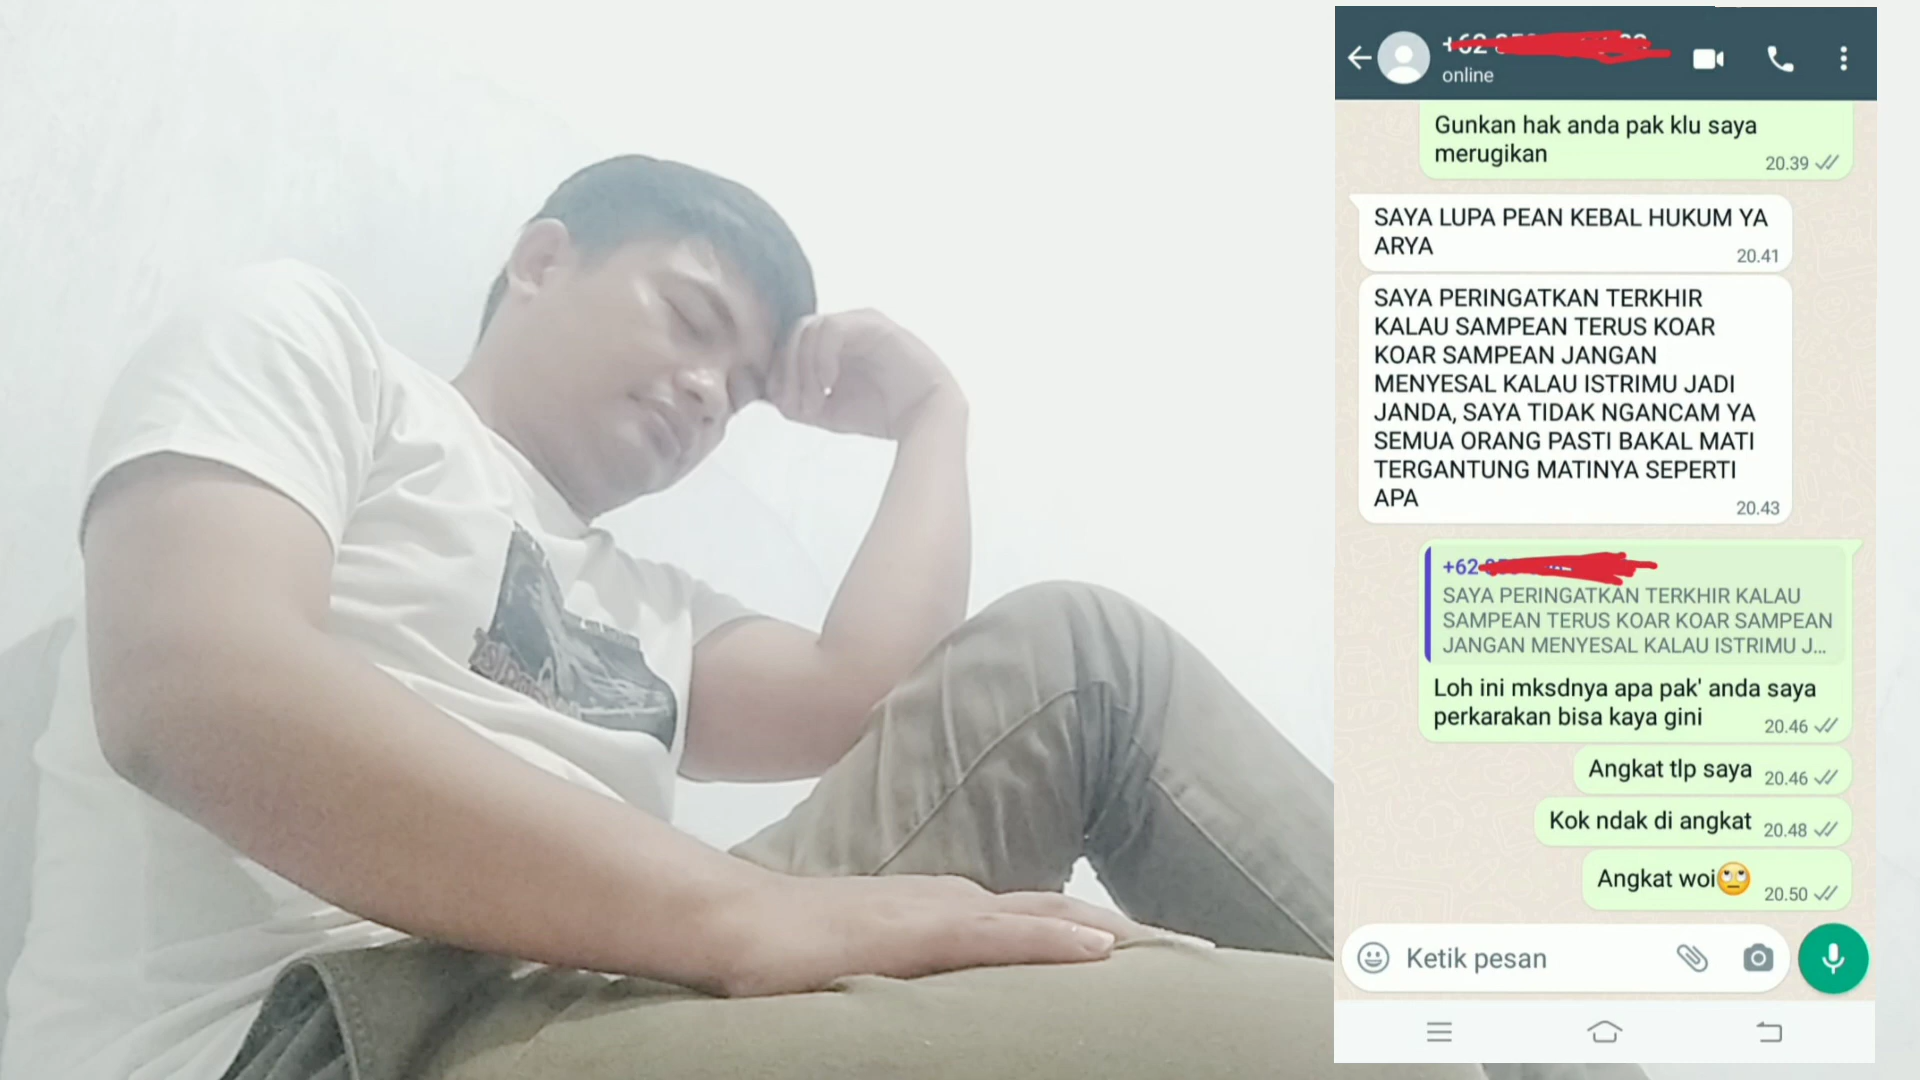 online
Gunkan hak anda pak klu saya
merugikan
20.39
SAYA LUPA PEAN KEBAL HUKUM YA
ARYA
20.41
SAYA PERINGATKAN TERKHIR
KALAU SAMPEAN TERUS KOAR
KOAR SAMPEAN JANGAN
MENYESAL KALAU ISTRIMU JADI
JANDA, SAYA TIDAK NGANCAM YA
SEMUA ORANG PASTI BAKAL MATI
TERGANTUNG MATINYA SEPERTI
APA
20.43
+62
SAYA PERINGATKAN TERKHIR KALAU
SAMPEAN TERUS KOAR KOAR SAMPEAN
JANGAN MENYESAL KALAU ISTRIMU J...
Loh ini mksdnya apa pak' anda saya
perkarakan bisa kaya gini
20.46
Angkat tlp saya 20.46
Kok ndak di angkat 20.48
Angkat woi🙄 20.50
Ketik pesan